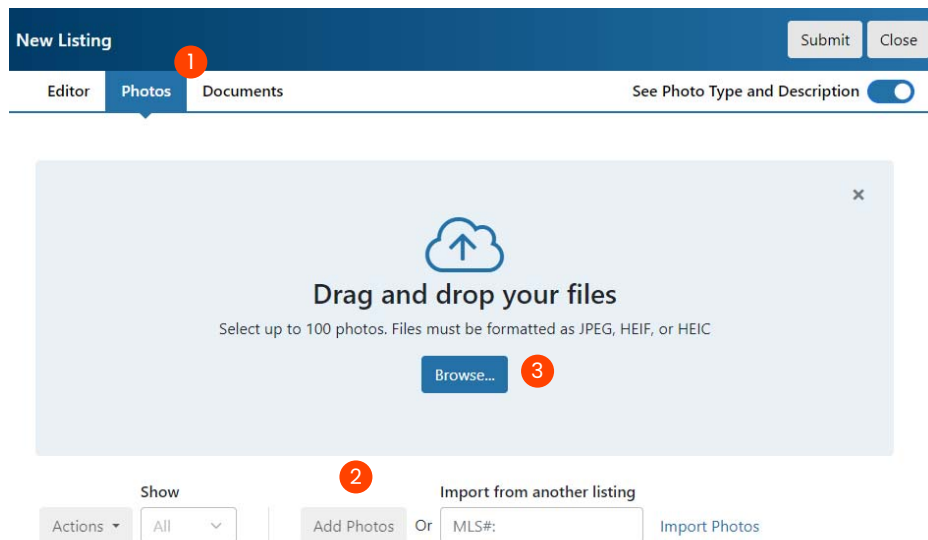 New Listing
Submit
Close
1
Editor
Photos
Documents
See Photo Type and Description
×
Drag and drop your files
Select up to 100 photos. Files must be formatted as JPEG, HEIF, or HEIC
Browse...
3
2
Show
Import from another listing
Actions
All
Add Photos
Or
MLS#:
Import Photos